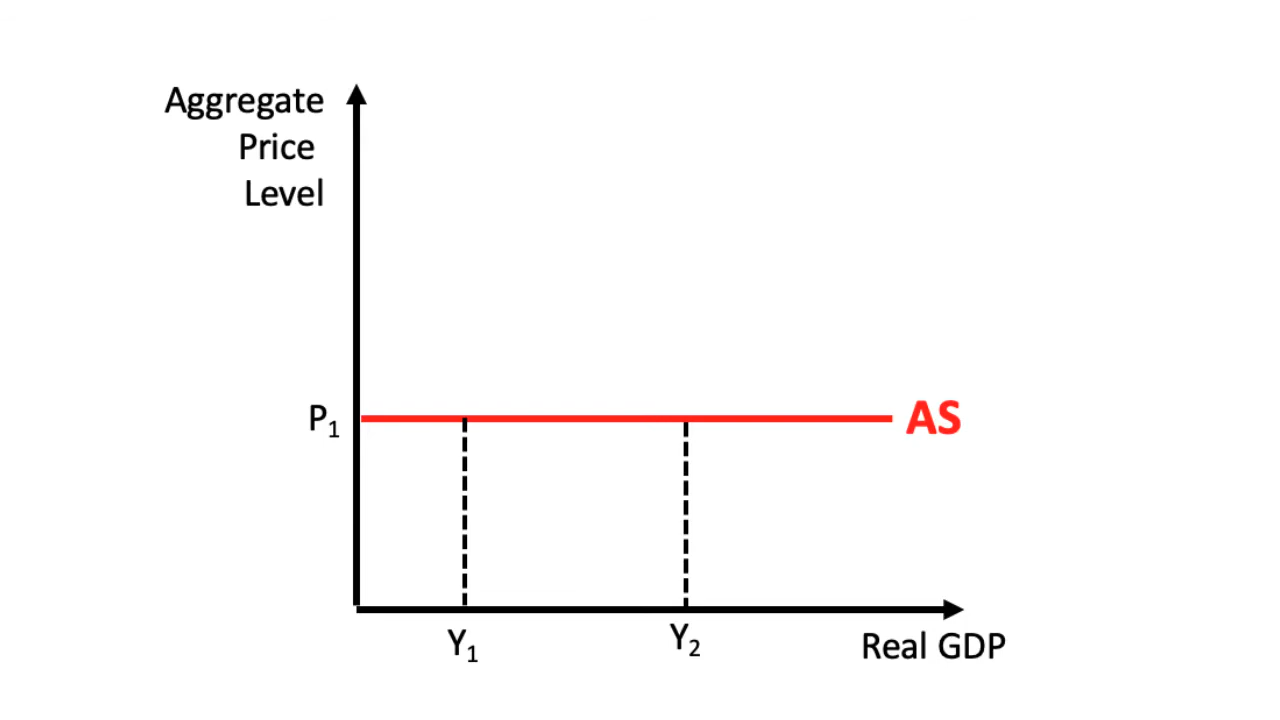 Aggregate
Price
Level
P₁
AS
Y₁
Y₂
Real GDP